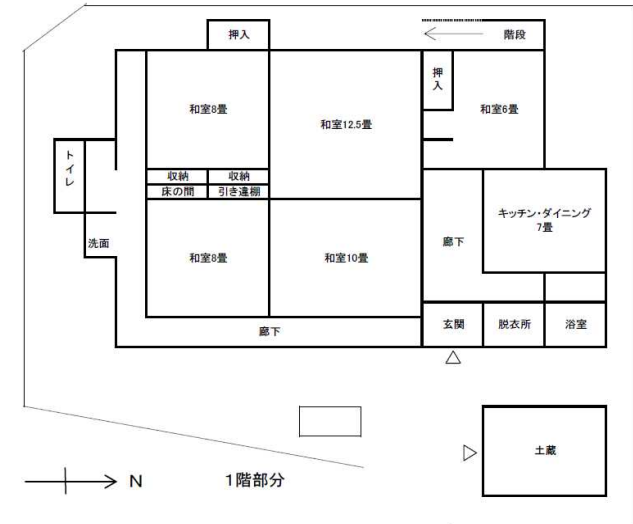 押入
階段
押入
和室8畳
和室12.5畳
和室6畳
トイレ
収納
収納
床の間
引き違棚
キッチン・ダイニング
7畳
洗面
和室8畳
和室10畳
廊下
廊下
玄関
脱衣所
浴室
土蔵
N
1階部分